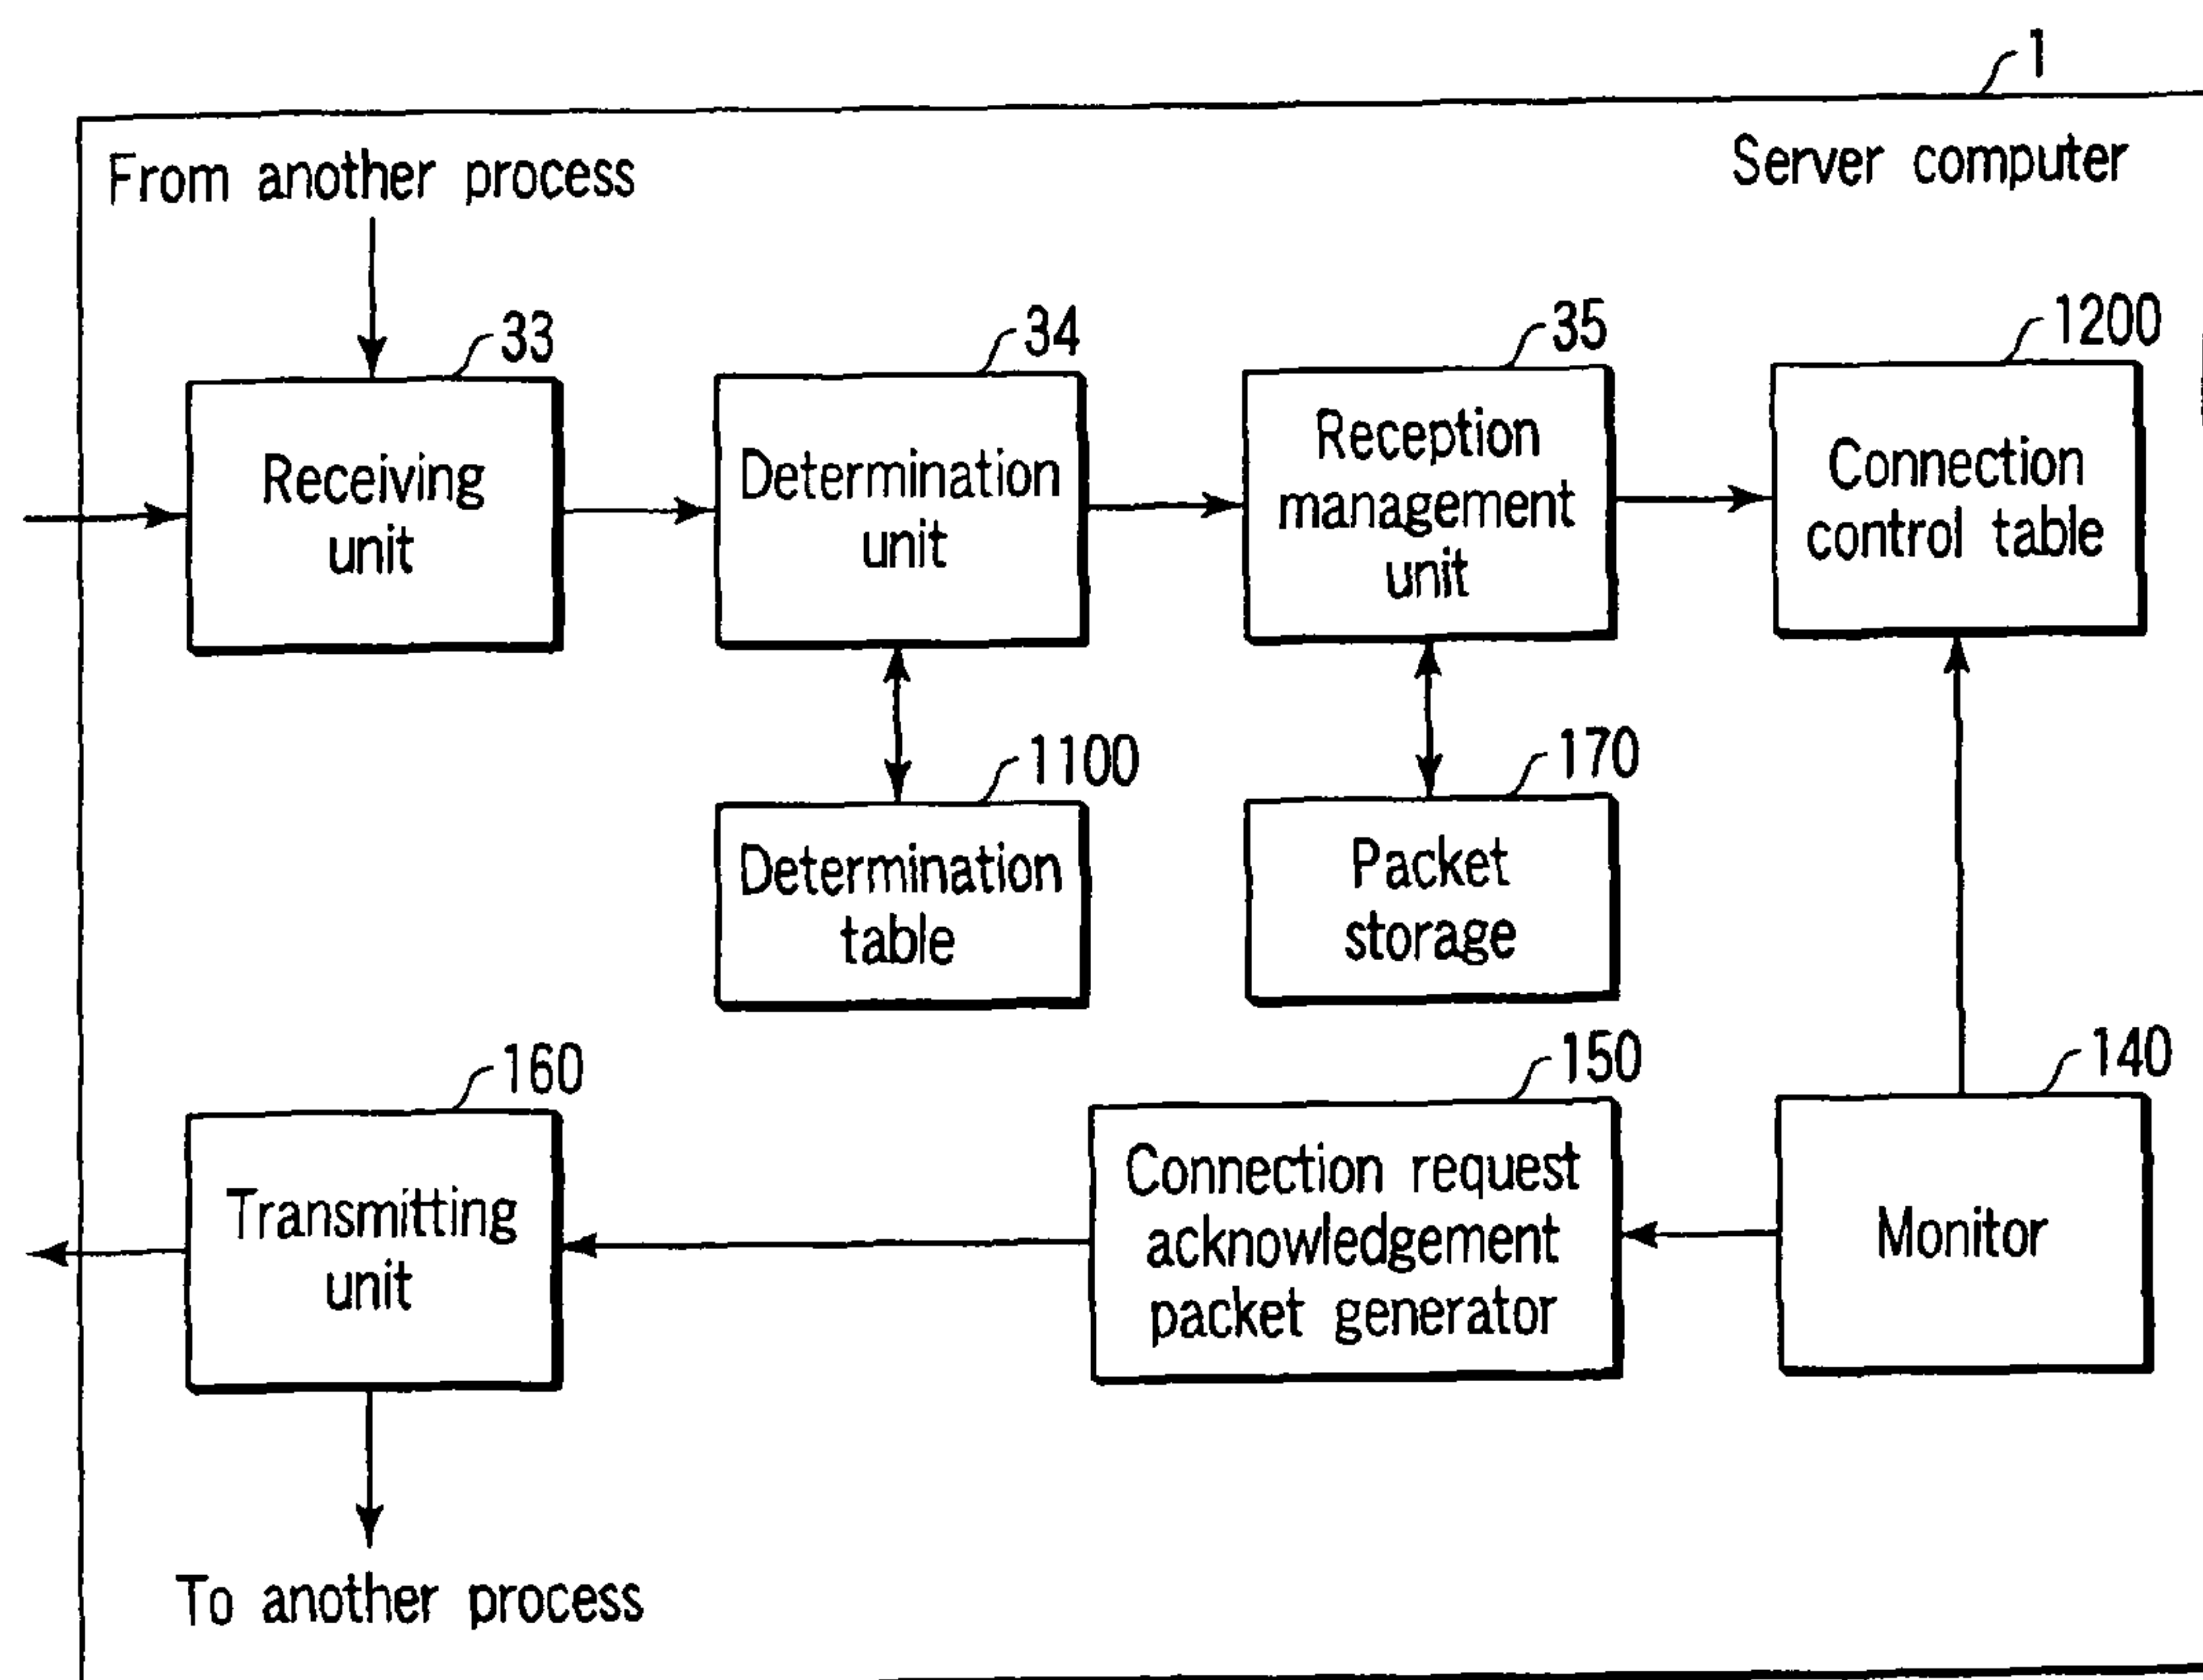 1
Server computer
From another process
33
34
35
1200
Receiving
unit
Determination
unit
Reception
management
unit
Connection
control table
1100
170
Determination
table
Packet
storage
160
150
140
Transmitting
unit
Connection request
acknowledgement
packet generator
Monitor
To another process